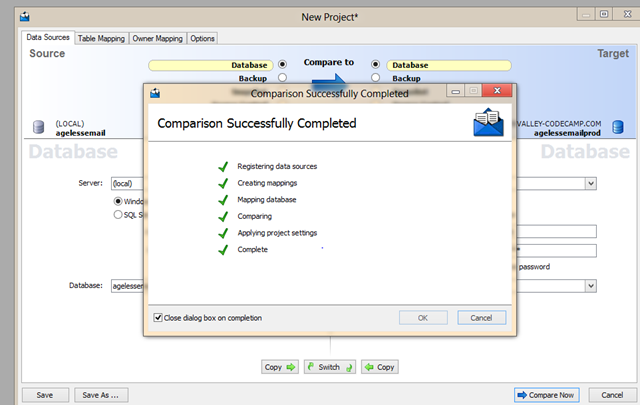 New Project*
Data Sources Table Mapping Owner Mapping Options
Source Target
Database Compare to Database
Backup Backup
Comparison Successfully Completed
Comparison Successfully Completed
(LOCAL) VALLEY-CODECAMP.COM
agelessemail agelessemailprod
Database Database
Registering data sources
Creating mappings
Mapping database
Comparing
Applying project settings
Complete
Server: (local)
Windo
SQL S
password
Database: agelesse
Close dialog box on completion OK Cancel
Copy Switch Copy
Save Save As ... Compare Now Cancel